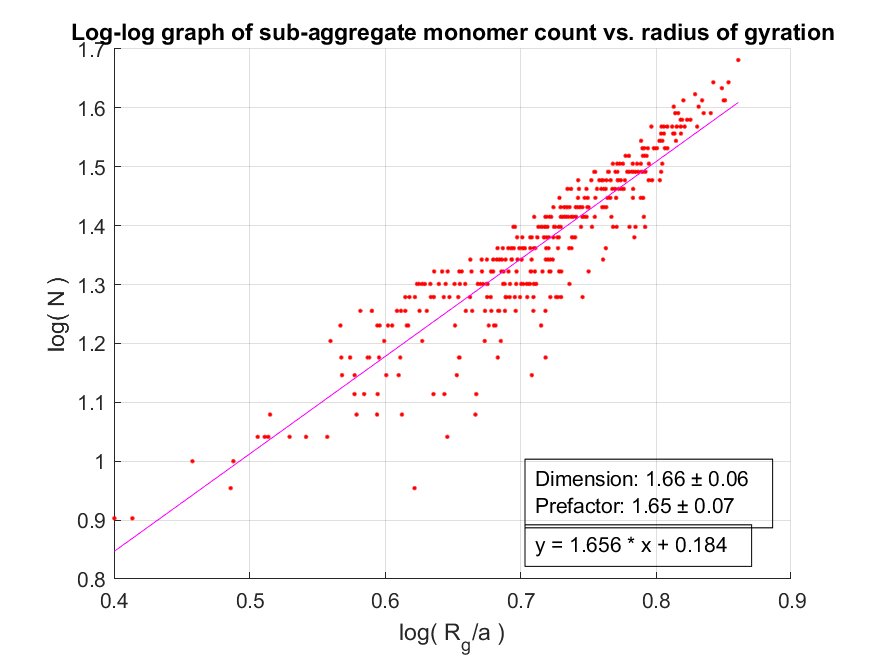 Log-log graph of sub-aggregate monomer count vs. radius of gyration
1.7
1.6
1.5
1.4
1.3
1.2
1.1
1
0.9
0.8
log( N )
Dimension: 1.66 ± 0.06
Prefactor: 1.65 ± 0.07
y = 1.656 * x + 0.184
0.4 0.5 0.6 0.7 0.8 0.9
log( R_g/a )